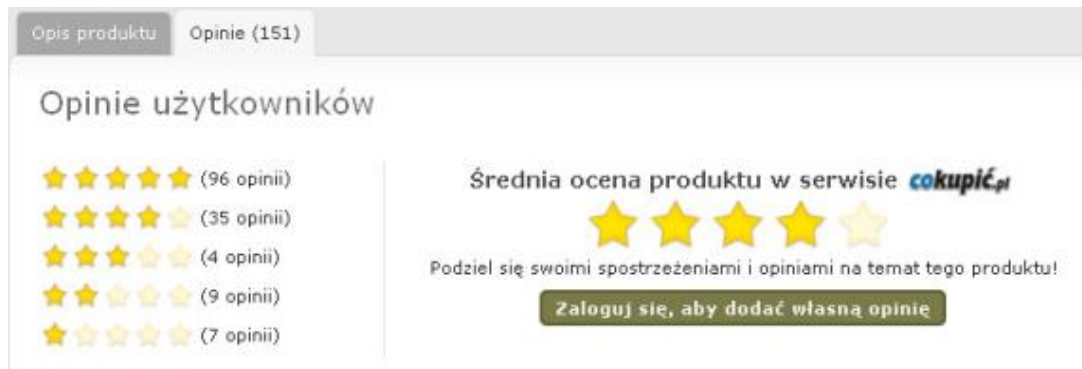 Opis produktu
Opinie (151)
Opinie użytkowników
(96 opinii)
(35 opinii)
(4 opinii)
(9 opinii)
(7 opinii)
Średnia ocena produktu w serwisie cokupić.pl
Podziel się swoimi spostrzeżeniami i opiniami na temat tego produktu!
Zaloguj się, aby dodać własną opinię